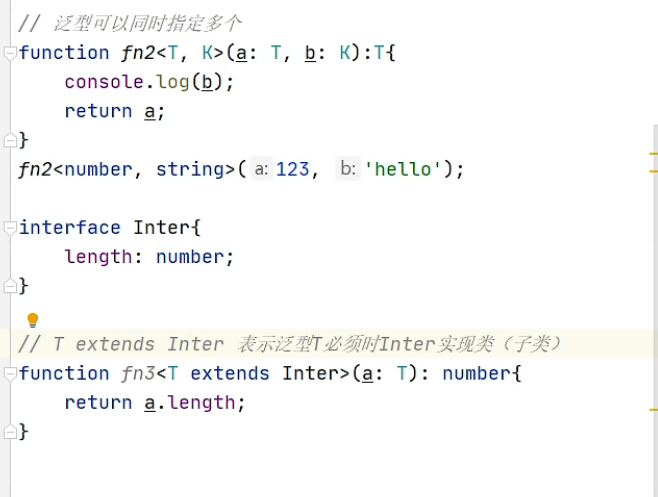 // 泛型可以同时指定多个
function fn2<T, K>(a: T, b: K):T{
console.log(b);
return a;
}
fn2<number, string>( a: 123, b: 'hello');
interface Inter{
length: number;
}
// T extends Inter 表示泛型T必须时Inter实现类（子类）
function fn3<T extends Inter>(a: T): number{
return a.length;
}